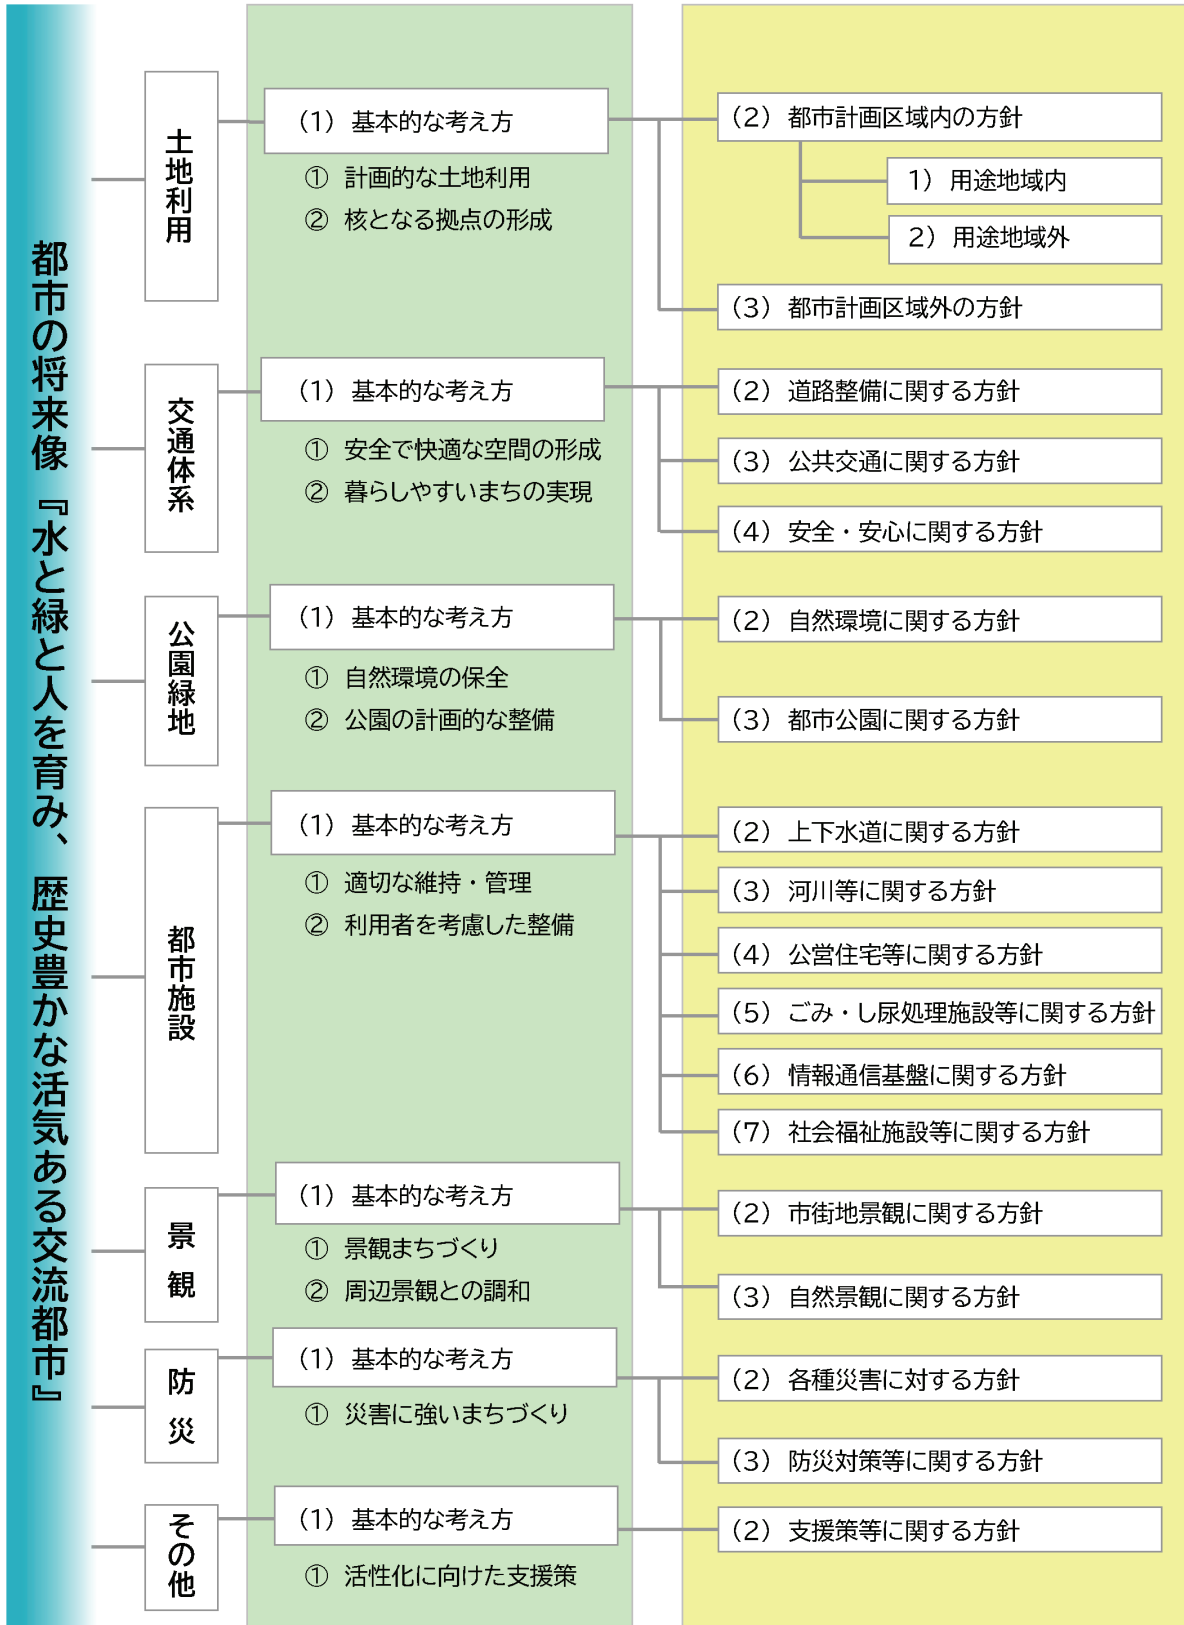 都市の将来像『水と緑と人を育み、歴史豊かな活気ある交流都市』
土地利用
（1）基本的な考え方
① 計画的な土地利用
② 核となる拠点の形成
（2）都市計画区域内の方針
1）用途地域内
2）用途地域外
（3）都市計画区域外の方針
交通体系
（1）基本的な考え方
① 安全で快適な空間の形成
② 暮らしやすいまちの実現
（2）道路整備に関する方針
（3）公共交通に関する方針
（4）安全・安心に関する方針
公園緑地
（1）基本的な考え方
① 自然環境の保全
② 公園の計画的な整備
（2）自然環境に関する方針
（3）都市公園に関する方針
都市施設
（1）基本的な考え方
① 適切な維持・管理
② 利用者を考慮した整備
（2）上下水道に関する方針
（3）河川等に関する方針
（4）公営住宅等に関する方針
（5）ごみ・し尿処理施設等に関する方針
（6）情報通信基盤に関する方針
（7）社会福祉施設等に関する方針
景観
（1）基本的な考え方
① 景観まちづくり
② 周辺景観との調和
（2）市街地景観に関する方針
（3）自然景観に関する方針
防災
（1）基本的な考え方
① 災害に強いまちづくり
（2）各種災害に対する方針
（3）防災対策等に関する方針
その他
（1）基本的な考え方
① 活性化に向けた支援策
（2）支援策等に関する方針